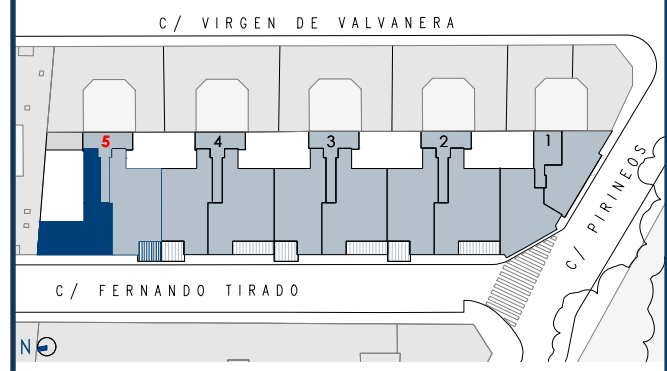 C/ VIRGEN DE VALVANERA
5 4 3 2 1
C/ PIRINEOS
C/ FERNANDO TIRADO
N